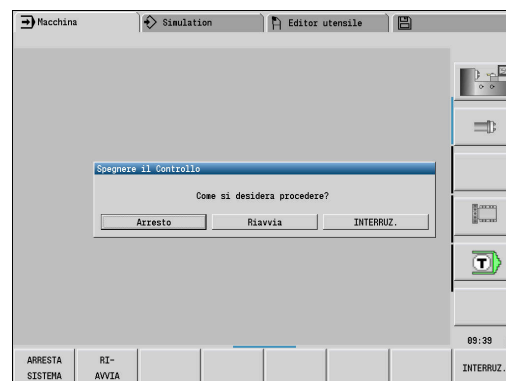 Macchina
Simulation
Editor utensile
Spegnere il Controllo
Come si desidera procedere?
Arresto
Riavvia
INTERRUZ.
T
09:39
ARRESTA
SISTEMA
RI-
AVVIA
INTERRUZ.